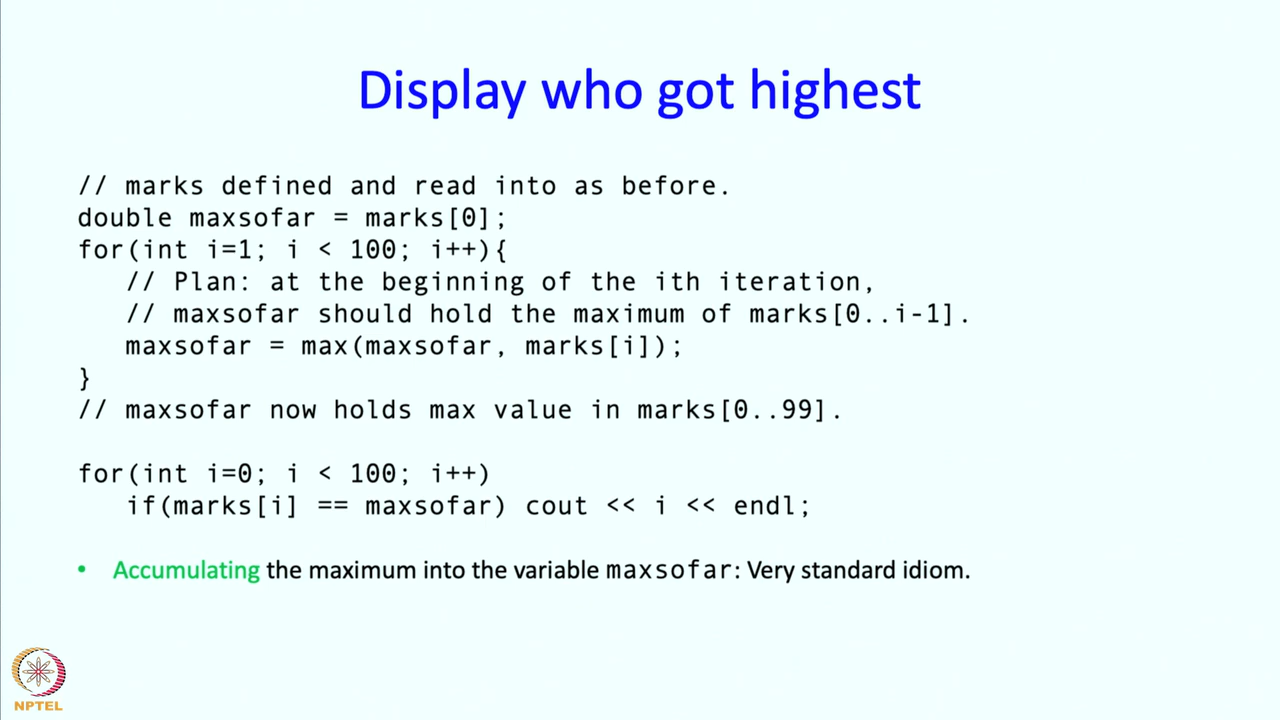 Display who got highest
// marks defined and read into as before.
double maxsofar = marks[0];
for(int i=1; i < 100; i++){
   // Plan: at the beginning of the ith iteration,
   // maxsofar should hold the maximum of marks[0..i-1].
   maxsofar = max(maxsofar, marks[i]);
}
// maxsofar now holds max value in marks[0..99].
for(int i=0; i < 100; i++)
   if(marks[i] == maxsofar) cout << i << endl;
• Accumulating the maximum into the variable maxsofar: Very standard idiom.
NPTEL